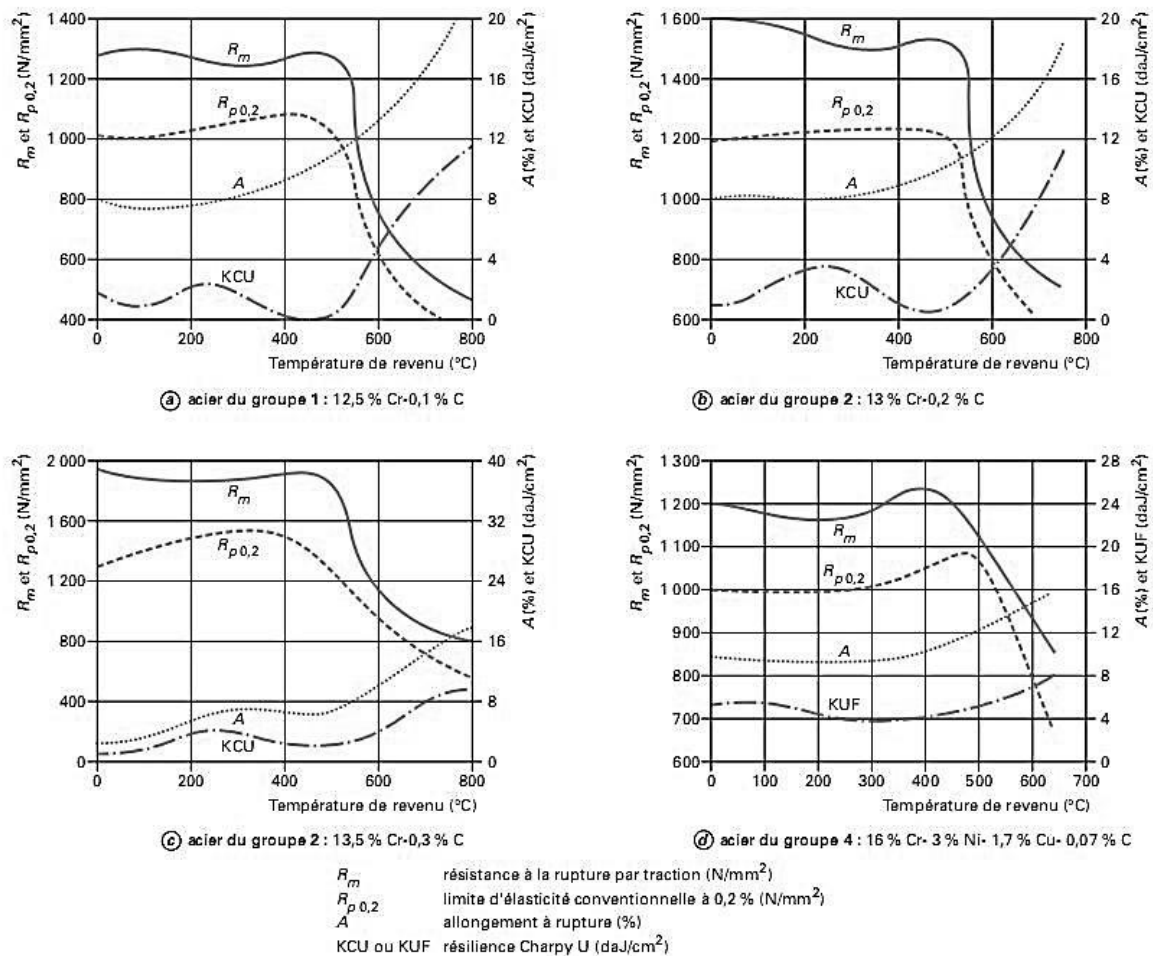 R_m et R_p 0,2 (N/mm²)
1 400
1 200
1 000
800
600
400
R_m
R_p 0,2
A
KCU
20
16
12
8
4
0
A (%) et KCU (daJ/cm²)
0 200 400 600 800
Température de revenu (°C)
ⓐ acier du groupe 1 : 12,5 % Cr-0,1 % C
R_m et R_p 0,2 (N/mm²)
1 600
1 400
1 200
1 000
800
600
R_m
R_p 0,2
A
KCU
20
16
12
8
4
0
A (%) et KCU (daJ/cm²)
0 200 400 600 800
Température de revenu (°C)
ⓑ acier du groupe 2 : 13 % Cr-0,2 % C
R_m et R_p 0,2 (N/mm²)
2 000
1 600
1 200
800
400
0
R_m
R_p 0,2
A
KCU
40
32
24
16
8
0
A (%) et KCU (daJ/cm²)
0 200 400 600 800
Température de revenu (°C)
ⓒ acier du groupe 2 : 13,5 % Cr-0,3 % C
R_m et R_p 0,2 (N/mm²)
1 300
1 200
1 100
1 000
900
800
700
600
R_m
R_p 0,2
A
KUF
28
24
20
16
12
8
4
0
A (%) et KUF (daJ/cm²)
0 100 200 300 400 500 600 700
Température de revenu (°C)
ⓓ acier du groupe 4 : 16 % Cr- 3 % Ni- 1,7 % Cu- 0,07 % C
R_m résistance à la rupture par traction (N/mm²)
R_p 0,2 limite d'élasticité conventionnelle à 0,2 % (N/mm²)
A allongement à rupture (%)
KCU ou KUF résilience Charpy U (daJ/cm²)